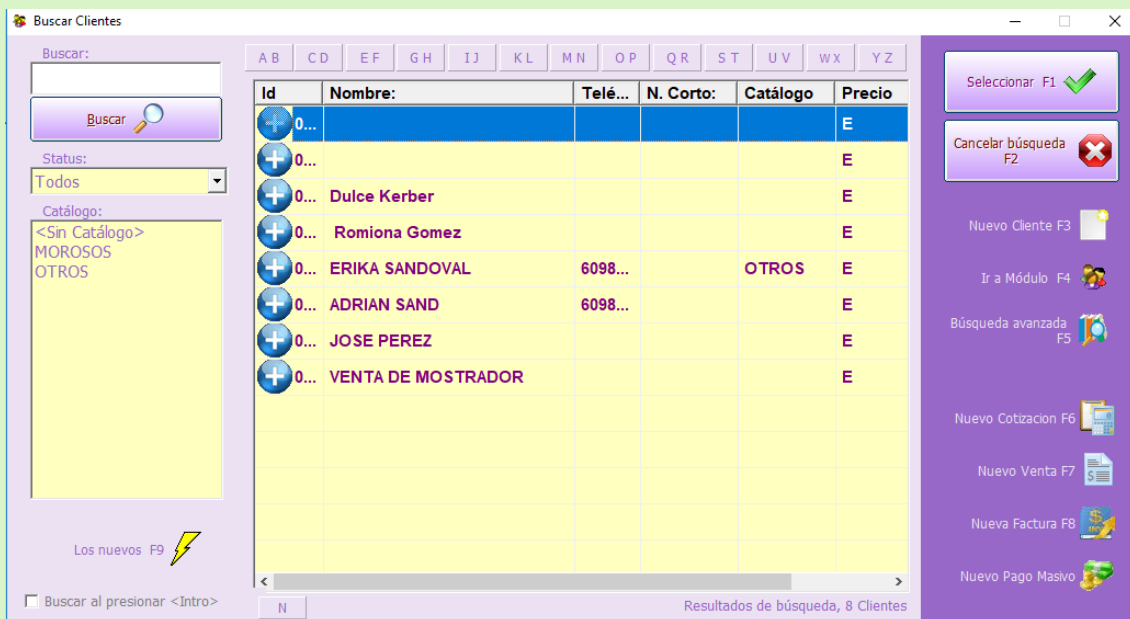 Buscar Clientes
Buscar:
Buscar
Status:
Todos
Catálogo:
<Sin Catálogo>
MOROSOS
OTROS
Los nuevos F9
Buscar al presionar <Intro>
A B C D E F G H I J K L M N O P Q R S T U V W X Y Z
Id Nombre: Telé... N. Corto: Catálogo Precio
0... E
0... E
0... Dulce Kerber E
0... Romiona Gomez E
0... ERIKA SANDOVAL 6098... OTROS E
0... ADRIAN SAND 6098... E
0... JOSE PEREZ E
0... VENTA DE MOSTRADOR E
N
Resultados de búsqueda, 8 Clientes
Seleccionar F1
Cancelar búsqueda
F2
Nuevo Cliente F3
Ir a Módulo F4
Búsqueda avanzada
F5
Nuevo Cotizacion F6
Nuevo Venta F7
Nueva Factura F8
Nuevo Pago Masivo